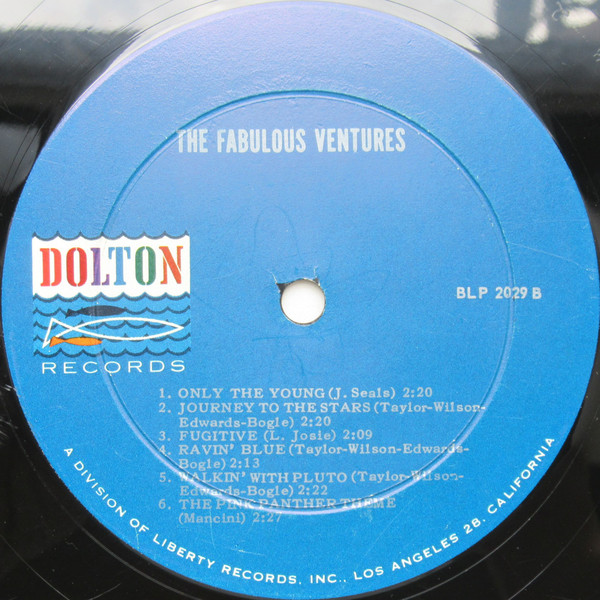 THE FABULOUS VENTURES
DOLTON
RECORDS
BLP 2029 B
1. ONLY THE YOUNG (J. Seals) 2:20
2. JOURNEY TO THE STARS (Taylor-Wilson-
Edwards-Bogle) 2:20
3. FUGITIVE (L. Josie) 2:09
4. RAVIN' BLUE (Taylor-Wilson-Edwards-
Bogle) 2:13
5. WALKIN' WITH PLUTO (Taylor-Wilson-
Edwards-Bogle) 2:22
6. THE PINK PANTHER THEME
(Mancini) 2:27
A DIVISION OF LIBERTY RECORDS, INC., LOS ANGELES 28, CALIFORNIA